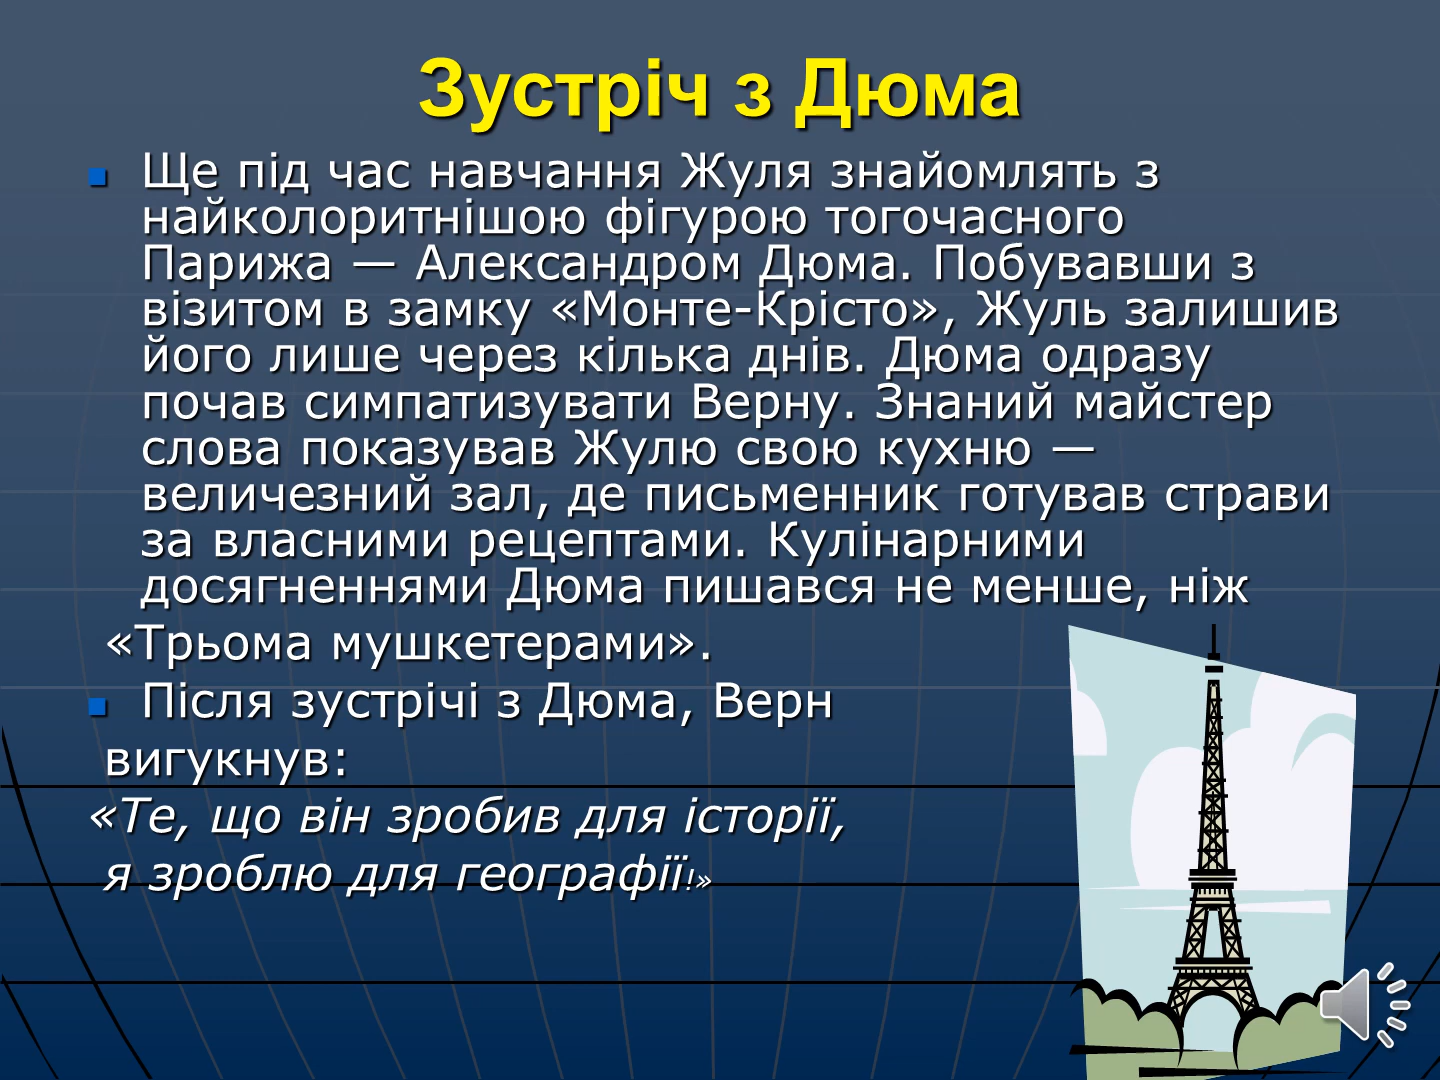 Зустріч з Дюма
Ще під час навчання Жуля знайомлять з
найколоритнішою фігурою тогочасного
Парижа — Александром Дюма. Побувавши з
візитом в замку «Монте-Крісто», Жуль залишив
його лише через кілька днів. Дюма одразу
почав симпатизувати Верну. Знаний майстер
слова показував Жулю свою кухню —
величезний зал, де письменник готував страви
за власними рецептами. Кулінарними
досягненнями Дюма пишався не менше, ніж
«Трьома мушкетерами».
Після зустрічі з Дюма, Верн
вигукнув:
«Те, що він зробив для історії,
я зроблю для географії!»